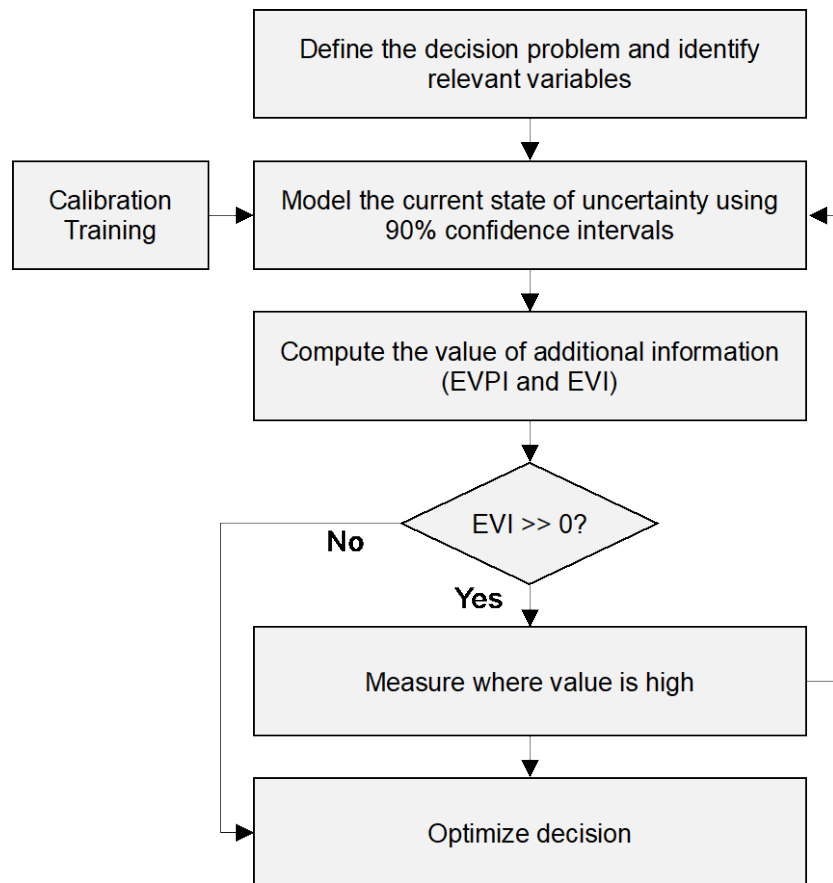 Define the decision problem and identify
relevant variables
Calibration
Training
Model the current state of uncertainty using
90% confidence intervals
Compute the value of additional information
(EVPI and EVI)
EVI >> 0?
No
Yes
Measure where value is high
Optimize decision